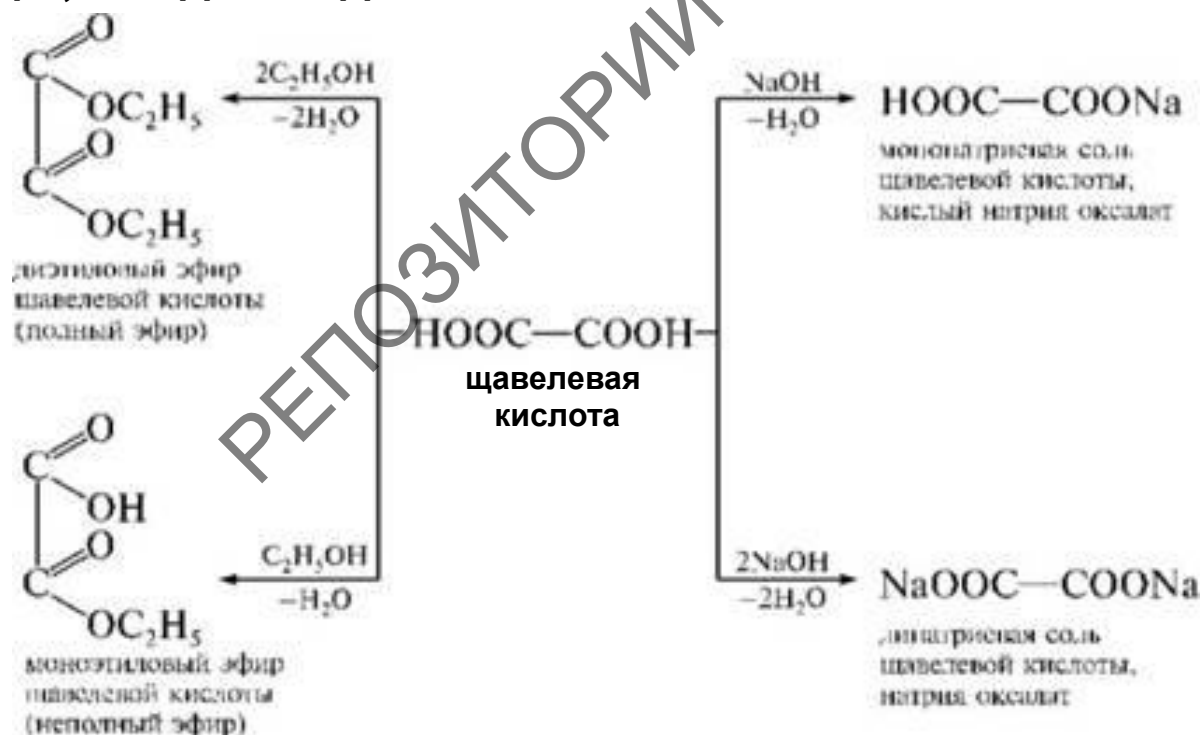 O
C
2C₂H₅OH
−2H₂O
OC₂H₅
O
C
OC₂H₅
диэтиловый эфир
щавелевой кислоты
(полный эфир)
NaOH
−H₂O
HOOC—COONa
мононатриевая соль
щавелевой кислоты,
кислый натрия оксалат
РЕПОЗИТОРИЙ
HOOC—COOH
щавелевая
кислота
O
C
OH
O
C
C₂H₅OH
−H₂O
OC₂H₅
моноэтиловый эфир
щавелевой кислоты
(неполный эфир)
2NaOH
−2H₂O
NaOOC—COONa
динатриевая соль
щавелевой кислоты,
натрия оксалат